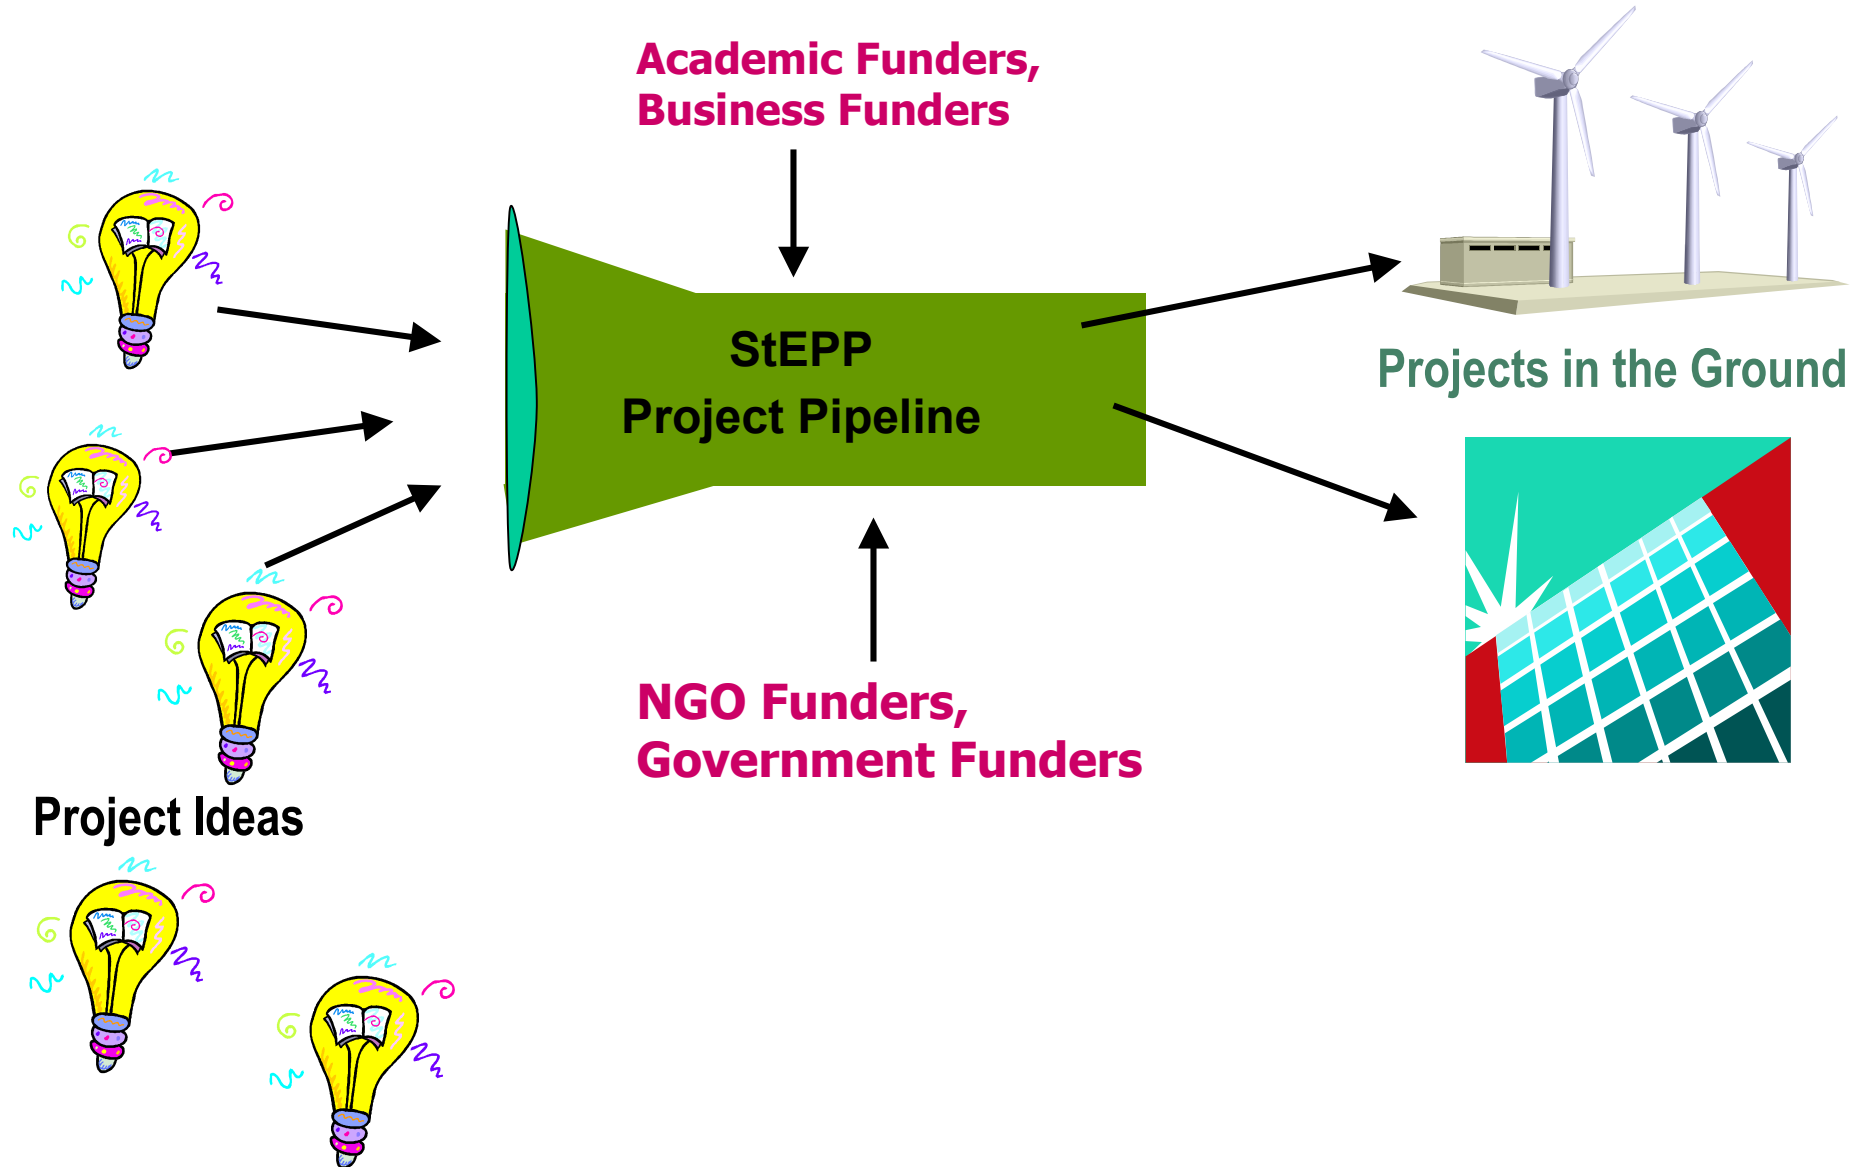 Academic Funders,
Business Funders
StEPP
Project Pipeline
Projects in the Ground
NGO Funders,
Government Funders
Project Ideas